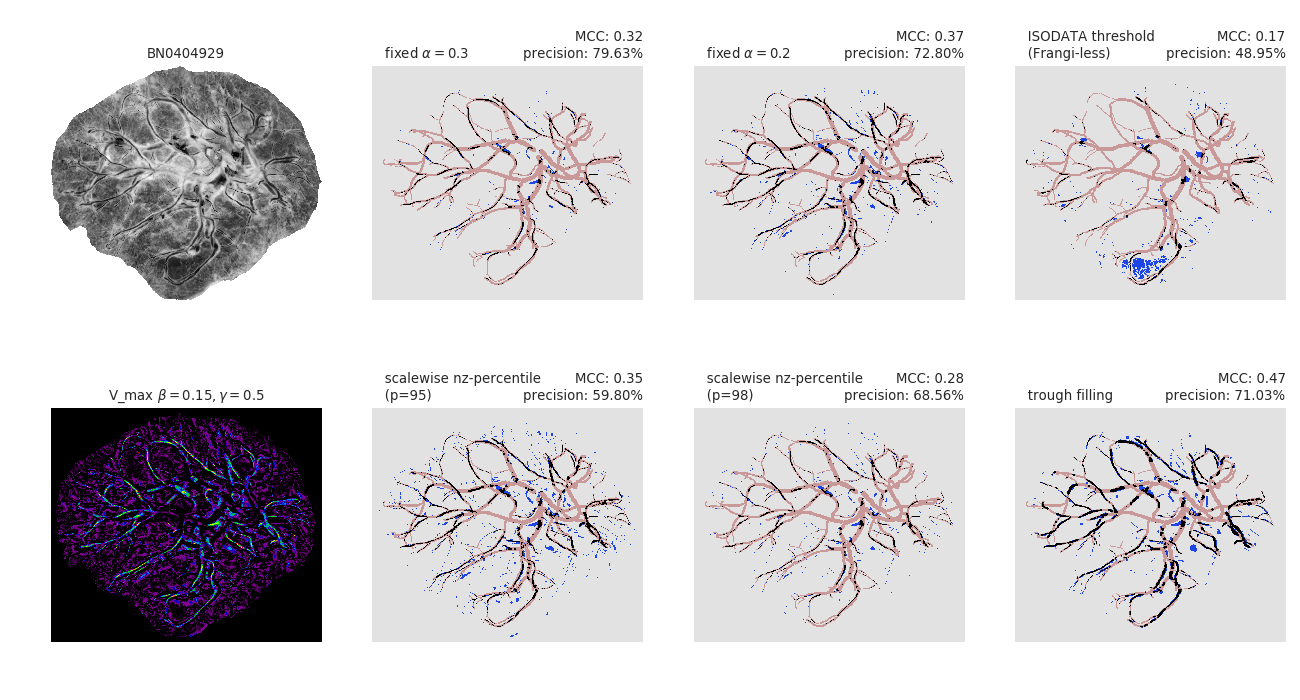 BN0404929
fixed α = 0.3
MCC: 0.32
precision: 79.63%
fixed α = 0.2
MCC: 0.37
precision: 72.80%
ISODATA threshold
(Frangi-less)
MCC: 0.17
precision: 48.95%
V_max β = 0.15, γ = 0.5
scalewise nz-percentile
(p=95)
MCC: 0.35
precision: 59.80%
scalewise nz-percentile
(p=98)
MCC: 0.28
precision: 68.56%
trough filling
MCC: 0.47
precision: 71.03%